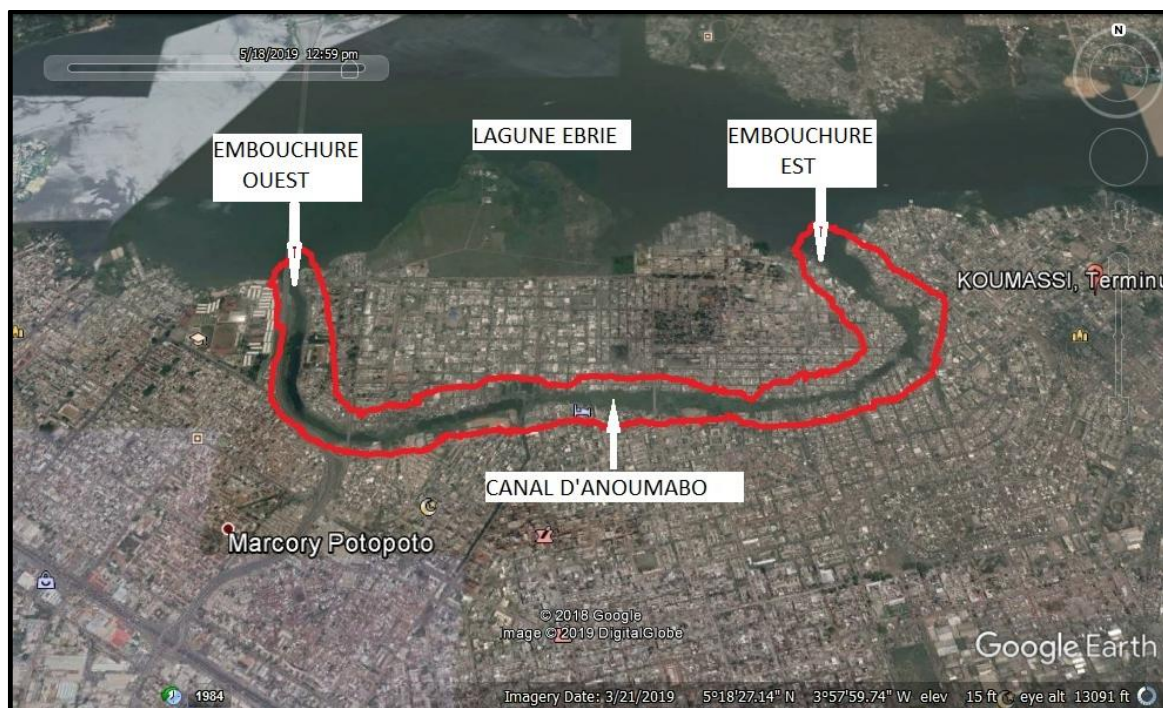 5/18/2019 12:59 pm
N
LAGUNE EBRIE
EMBOUCHURE
OUEST
EMBOUCHURE
EST
KOUMASSI, Terminu
CANAL D'ANOUMABO
Marcory Potopoto
© 2018 Google
Image © 2019 DigitalGlobe
Google Earth
1984
Imagery Date: 3/21/2019 5°18'27.14" N 3°57'59.74" W elev 15 ft eye alt 13091 ft